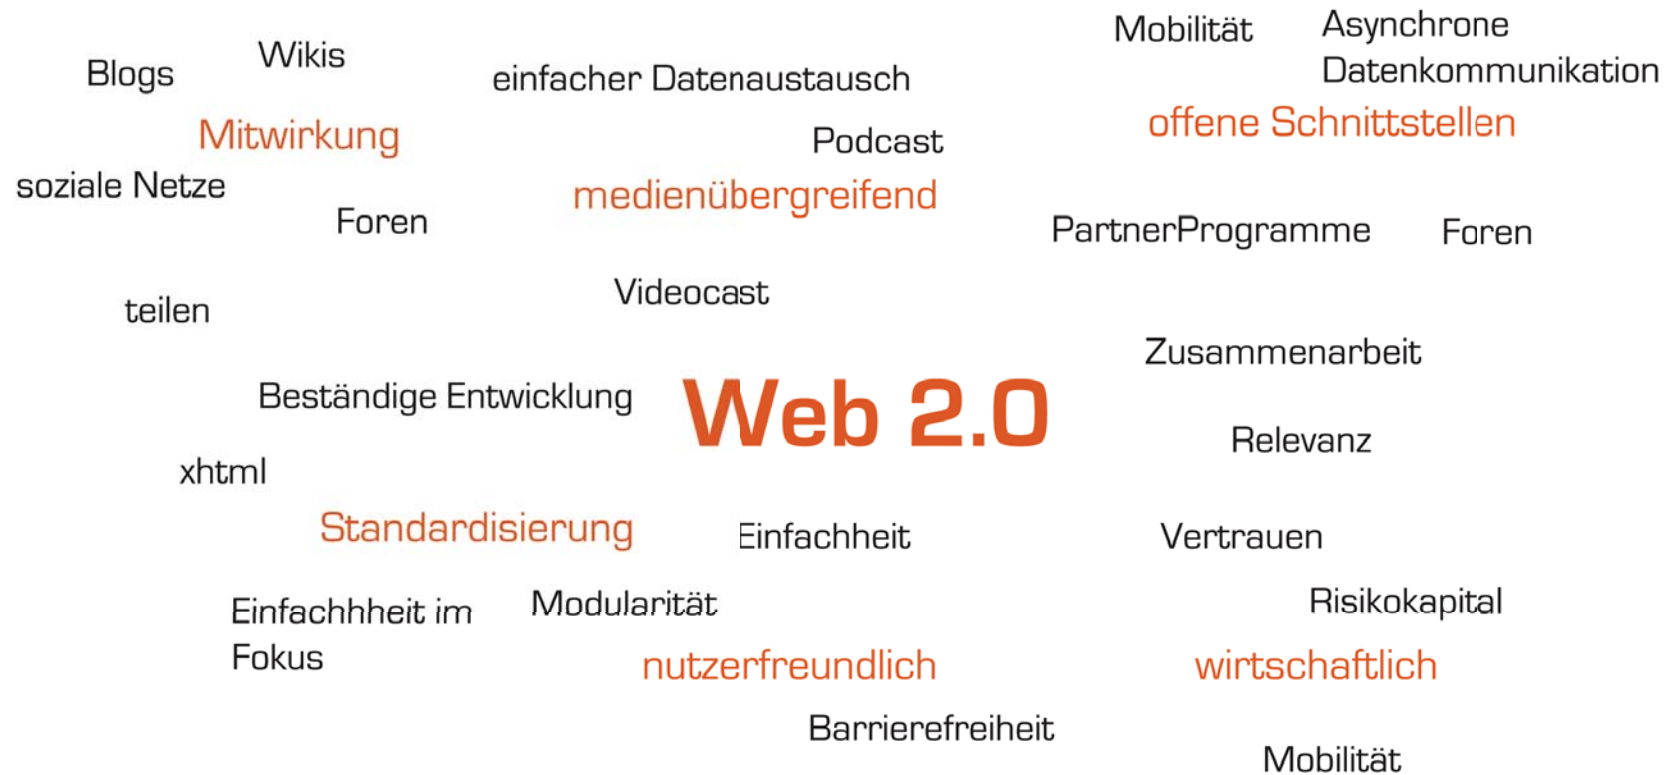 Mobilität
Asynchrone
Datenkommunikation
Blogs
Wikis
einfacher Datenaustausch
Mitwirkung
Podcast
offene Schnittstellen
soziale Netze
Foren
medienübergreifend
PartnerProgramme
Foren
teilen
Videocast
Zusammenarbeit
Beständige Entwicklung
Web 2.0
Relevanz
xhtml
Standardisierung
Einfachheit
Vertrauen
Einfachhheit im
Fokus
Modularität
Risikokapital
nutzerfreundlich
wirtschaftlich
Barrierefreiheit
Mobilität